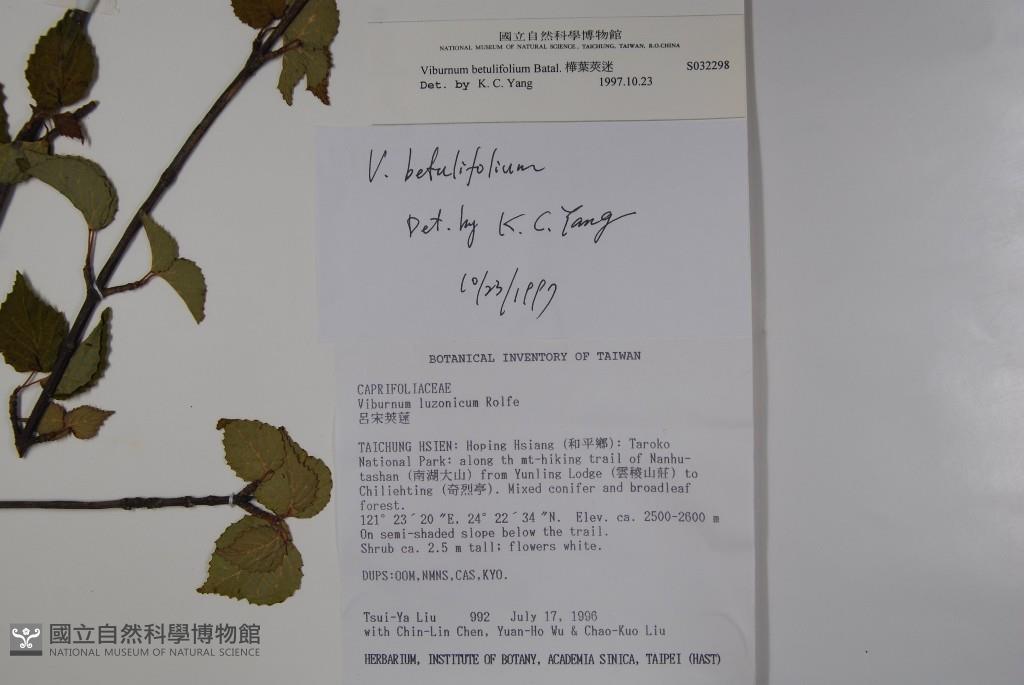 國立自然科學博物館
NATIONAL MUSEUM OF NATURAL SCIENCE, TAICHUNG, TAIWAN, R.O.CHINA
Viburnum betulifolium Batal. 樺葉莢迷 S032298
Det. by K. C. Yang 1997.10.23
V. betulifolium
Det. by K. C. Yang
10/23/1997
BOTANICAL INVENTORY OF TAIWAN
CAPRIFOLIACEAE
Viburnum luzonicum Rolfe
呂宋莢蒾
TAICHUNG HSIEN: Hoping Hsiang (和平鄉): Taroko
National Park: along th mt-hiking trail of Nanhu-
tashan (南湖大山) from Yunling Lodge (雲稜山莊) to
Chiliehting (奇烈亭). Mixed conifer and broadleaf
forest.
121° 23´20 ″E, 24° 22´34 ″N. Elev. ca. 2500-2600 m
On semi-shaded slope below the trail.
Shrub ca. 2.5 m tall; flowers white.
DUPS:OOM,NMNS,CAS,KYO.
Tsui-Ya Liu 992 July 17, 1996
with Chin-Lin Chen, Yuan-Ho Wu & Chao-Kuo Liu
HERBARIUM, INSTITUTE OF BOTANY, ACADEMIA SINICA, TAIPEI (HAST)
國立自然科學博物館
NATIONAL MUSEUM OF NATURAL SCIENCE